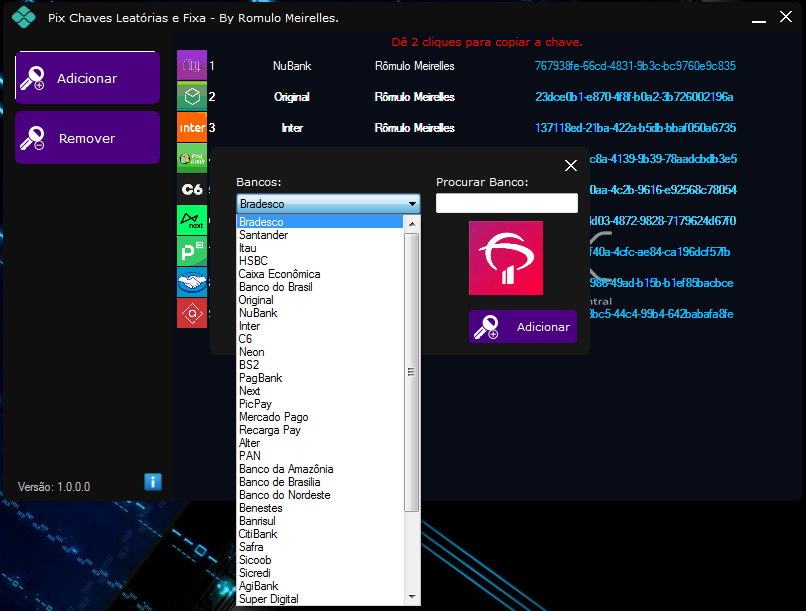 Pix Chaves Leatórias e Fixa - By Romulo Meirelles.
Dê 2 cliques para copiar a chave.
Adicionar
Remover
1 NuBank Rômulo Meirelles 767938fe-66cd-4831-9b3c-bc9760e9c835
2 Original Rômulo Meirelles 23dce0b1-e870-4f8f-b0a2-3b726002196a
inter 3 Inter Rômulo Meirelles 137118ed-21ba-422a-b5db-bbaf050a6735
c8a-4139-9b39-78aadcbdb3e5
C6 0aa-4c2b-9616-e92568c78054
next dd03-4872-9828-7179624d67f0
f40a-4cfc-ae84-ca196dcf57fb
986-49ad-b15b-b1ef85bacbce
ntral
8bc5-44c4-99b4-642babafa8fe
Bancos:
Procurar Banco:
Bradesco
Bradesco
Santander
Itau
HSBC
Caixa Econômica
Banco do Brasil
Original
NuBank
Inter
C6
Neon
BS2
PagBank
Next
PicPay
Mercado Pago
Recarga Pay
Alter
PAN
Banco da Amazônia
Banco de Brasilia
Banco do Nordeste
Benestes
Banrisul
CitiBank
Safra
Sicoob
Sicredi
AgiBank
Super Digital
Adicionar
Versão: 1.0.0.0